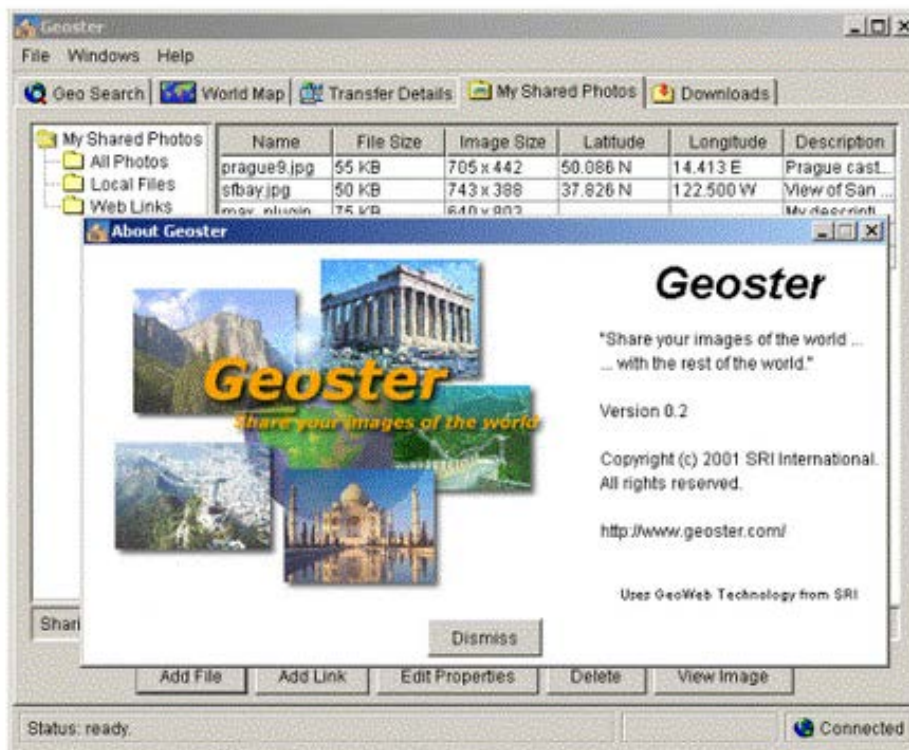 Geoster
File Windows Help
Geo Search World Map Transfer Details My Shared Photos Downloads
My Shared Photos
All Photos
Local Files
Web Links
Name File Size Image Size Latitude Longitude Description
prague9.jpg 55 KB 705 x 442 50.086 N 14.413 E Prague cast...
sfbay.jpg 50 KB 743 x 388 37.826 N 122.500 W View of San ...
75 KB My descripti
About Geoster
Geoster
Share your images of the world
Geoster
"Share your images of the world ...
... with the rest of the world."
Version 0.2
Copyright (c) 2001 SRI International.
All rights reserved.
http://www.geoster.com/
Uses GeoWeb Technology from SRI
Dismiss
Shari
Add File Add Link Edit Properties Delete View Image
Status: ready.
Connected